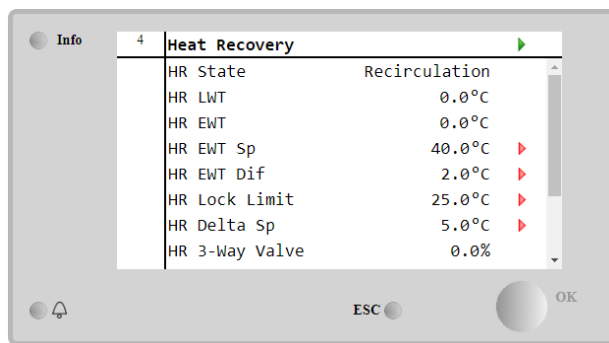 Info
4 Heat Recovery
HR State Recirculation
HR LWT 0.0°C
HR EWT 0.0°C
HR EWT Sp 40.0°C
HR EWT Dif 2.0°C
HR Lock Limit 25.0°C
HR Delta Sp 5.0°C
HR 3-Way Valve 0.0%
ESC
OK